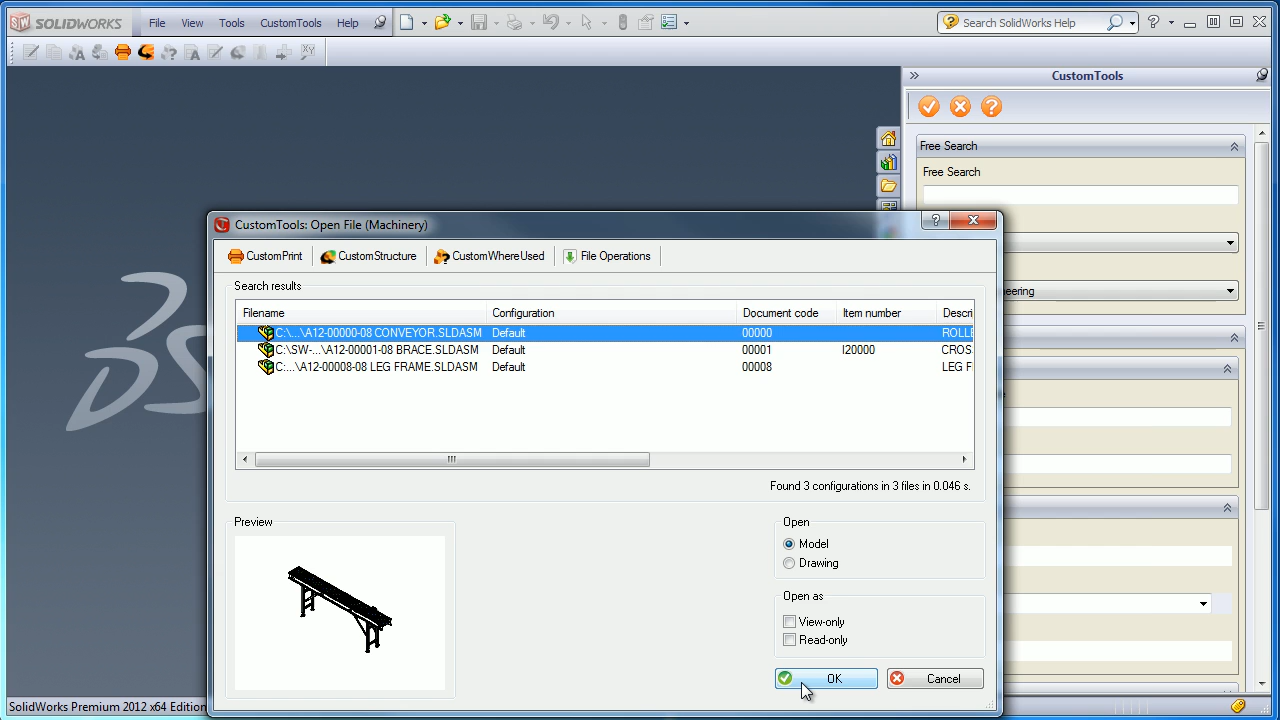 SOLIDWORKS File View Tools CustomTools Help Search SolidWorks Help
CustomTools
Free Search
Free Search
CustomTools: Open File (Machinery)
CustomPrint CustomStructure CustomWhereUsed File Operations
eering
Search results
Filename Configuration Document code Item number Descri
C:\...\A12-00000-08 CONVEYOR.SLDASM Default 00000 ROLLE
C:\SW-...\A12-00001-08 BRACE.SLDASM Default 00001 I20000 CROS
C:...\A12-00008-08 LEG FRAME.SLDASM Default 00008 LEG F
Found 3 configurations in 3 files in 0.046 s.
Preview
Open
Model
Drawing
Open as
View-only
Read-only
OK Cancel
SolidWorks Premium 2012 x64 Edition